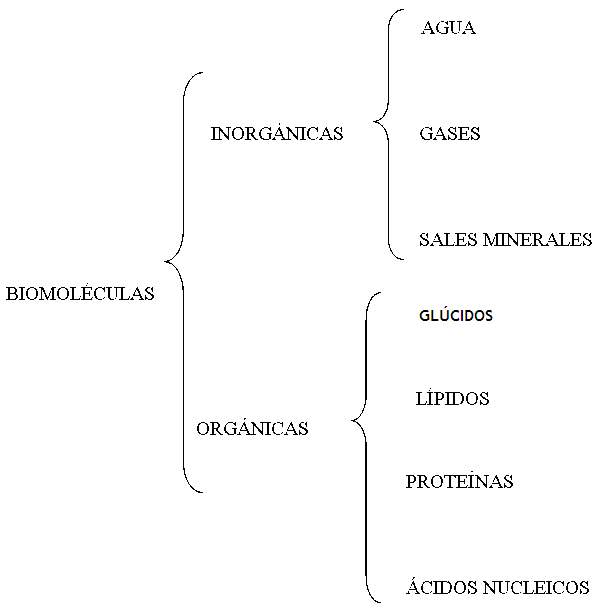 BIOMOLÉCULAS
INORGÁNICAS
AGUA
GASES
SALES MINERALES
ORGÁNICAS
GLÚCIDOS
LÍPIDOS
PROTEÍNAS
ÁCIDOS NUCLEICOS